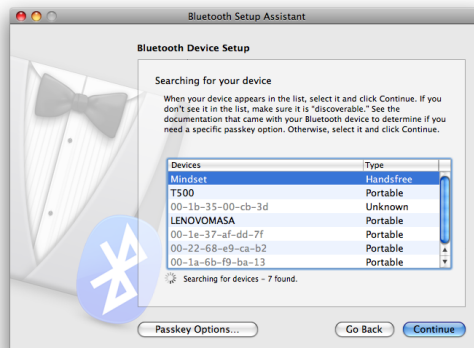 Bluetooth Setup Assistant
Bluetooth Device Setup
Searching for your device
When your device appears in the list, select it and click Continue. If you
don't see it in the list, make sure it is "discoverable." See the
documentation that came with your Bluetooth device to determine if you
need a specific passkey option. Otherwise, select it and click Continue.
Devices Type
Mindset Handsfree
T500 Portable
00-1b-35-00-cb-3d Unknown
LENOVOMASA Portable
00-1e-37-af-dd-7f Portable
00-22-68-e9-ca-b2 Portable
00-1a-6b-f9-ba-13 Portable
Searching for devices - 7 found.
Passkey Options... Go Back Continue